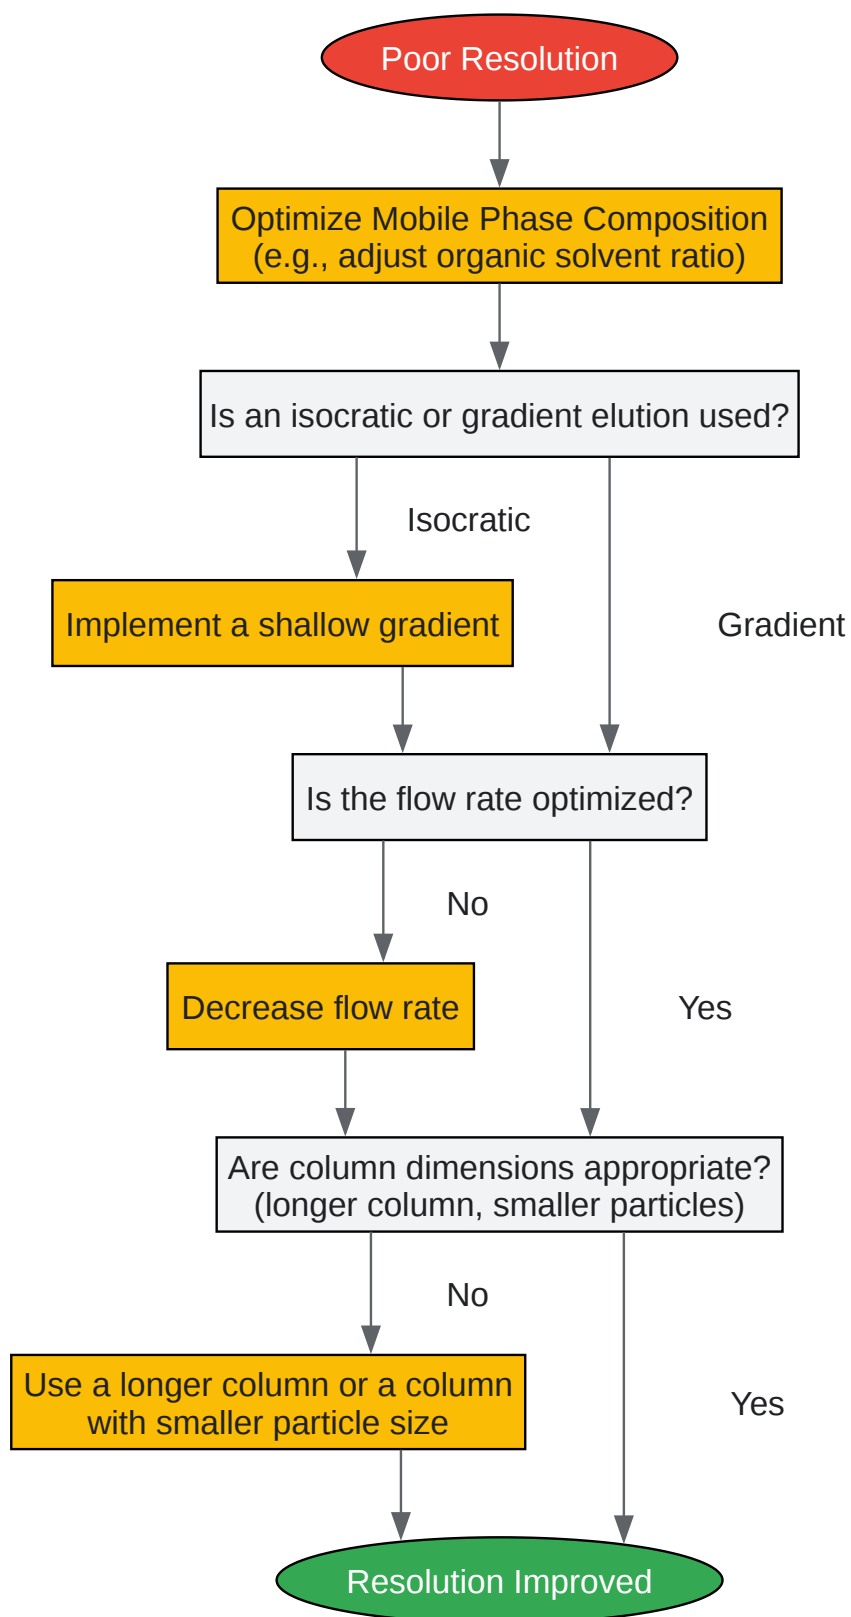 Poor Resolution
Optimize Mobile Phase Composition
(e.g., adjust organic solvent ratio)
Is an isocratic or gradient elution used?
Isocratic
Implement a shallow gradient
Gradient
Is the flow rate optimized?
No
Decrease flow rate
Yes
Are column dimensions appropriate?
(longer column, smaller particles)
No
Use a longer column or a column
with smaller particle size
Yes
Resolution Improved